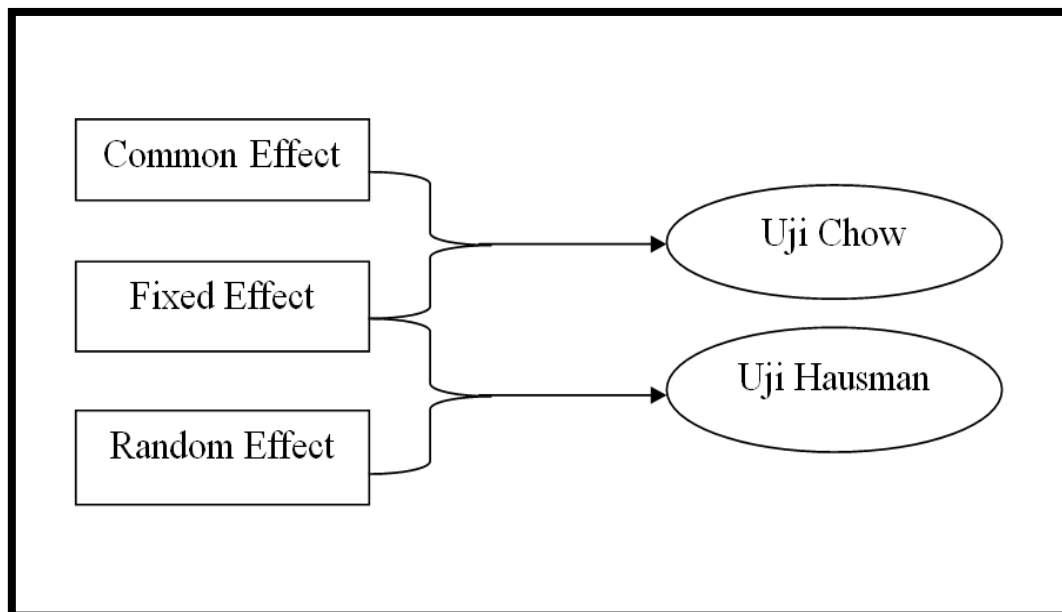 Common Effect
Uji Chow
Fixed Effect
Uji Hausman
Random Effect